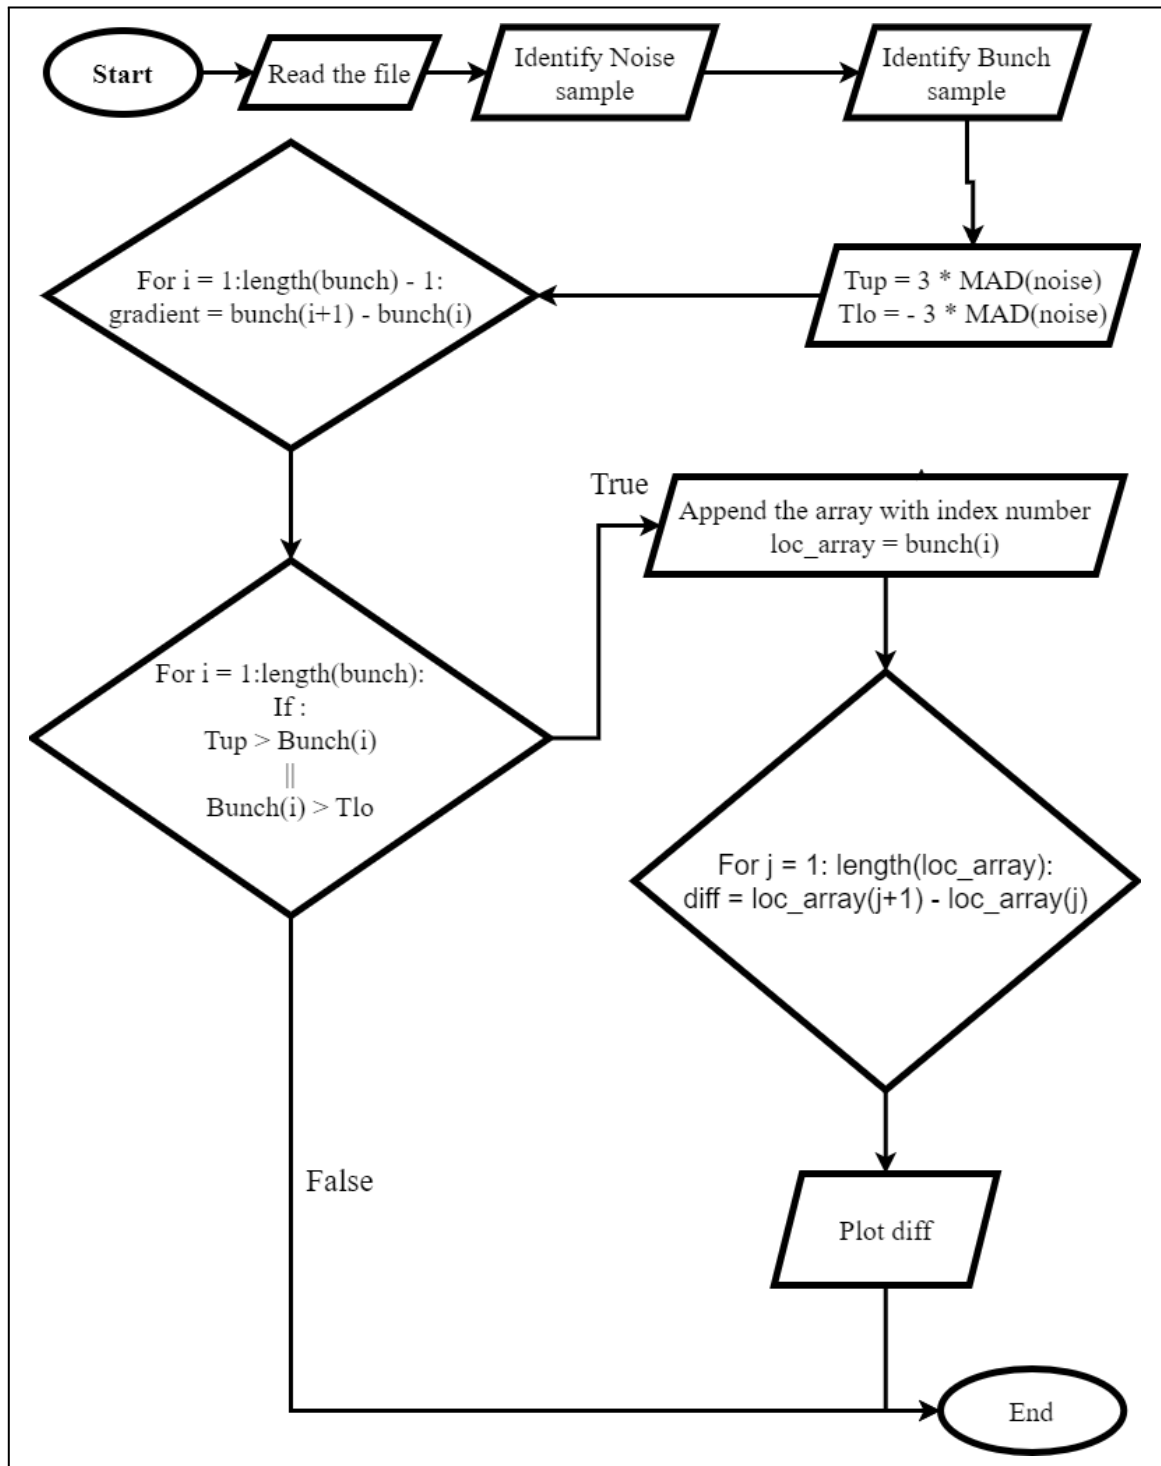 Start
Read the file
Identify Noise
sample
Identify Bunch
sample
Tup = 3 * MAD(noise)
Tlo = - 3 * MAD(noise)
For i = 1:length(bunch) - 1:
gradient = bunch(i+1) - bunch(i)
For i = 1:length(bunch):
If :
Tup > Bunch(i)
||
Bunch(i) > Tlo
True
Append the array with index number
loc_array = bunch(i)
For j = 1: length(loc_array):
diff = loc_array(j+1) - loc_array(j)
False
Plot diff
End